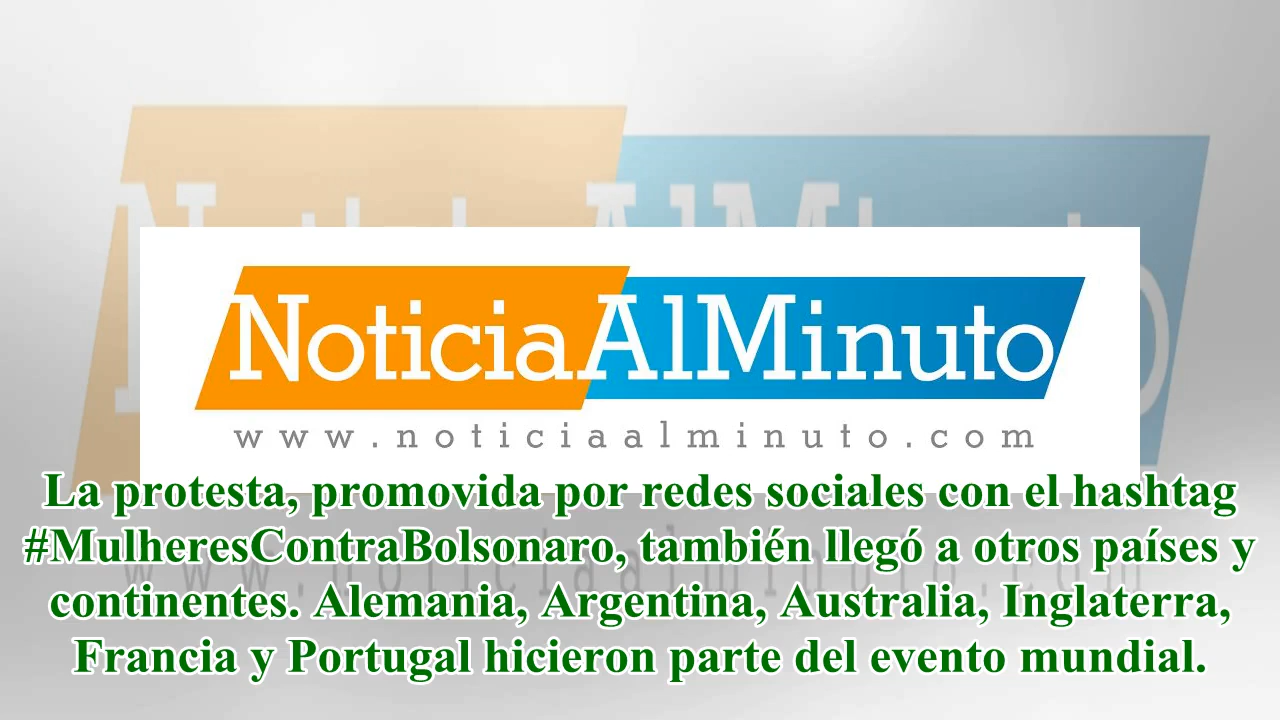 NoticiaAlMinuto
www.noticiaalminuto.com
La protesta, promovida por redes sociales con el hashtag
#MulheresContraBolsonaro, también llegó a otros países y
continentes. Alemania, Argentina, Australia, Inglaterra,
Francia y Portugal hicieron parte del evento mundial.